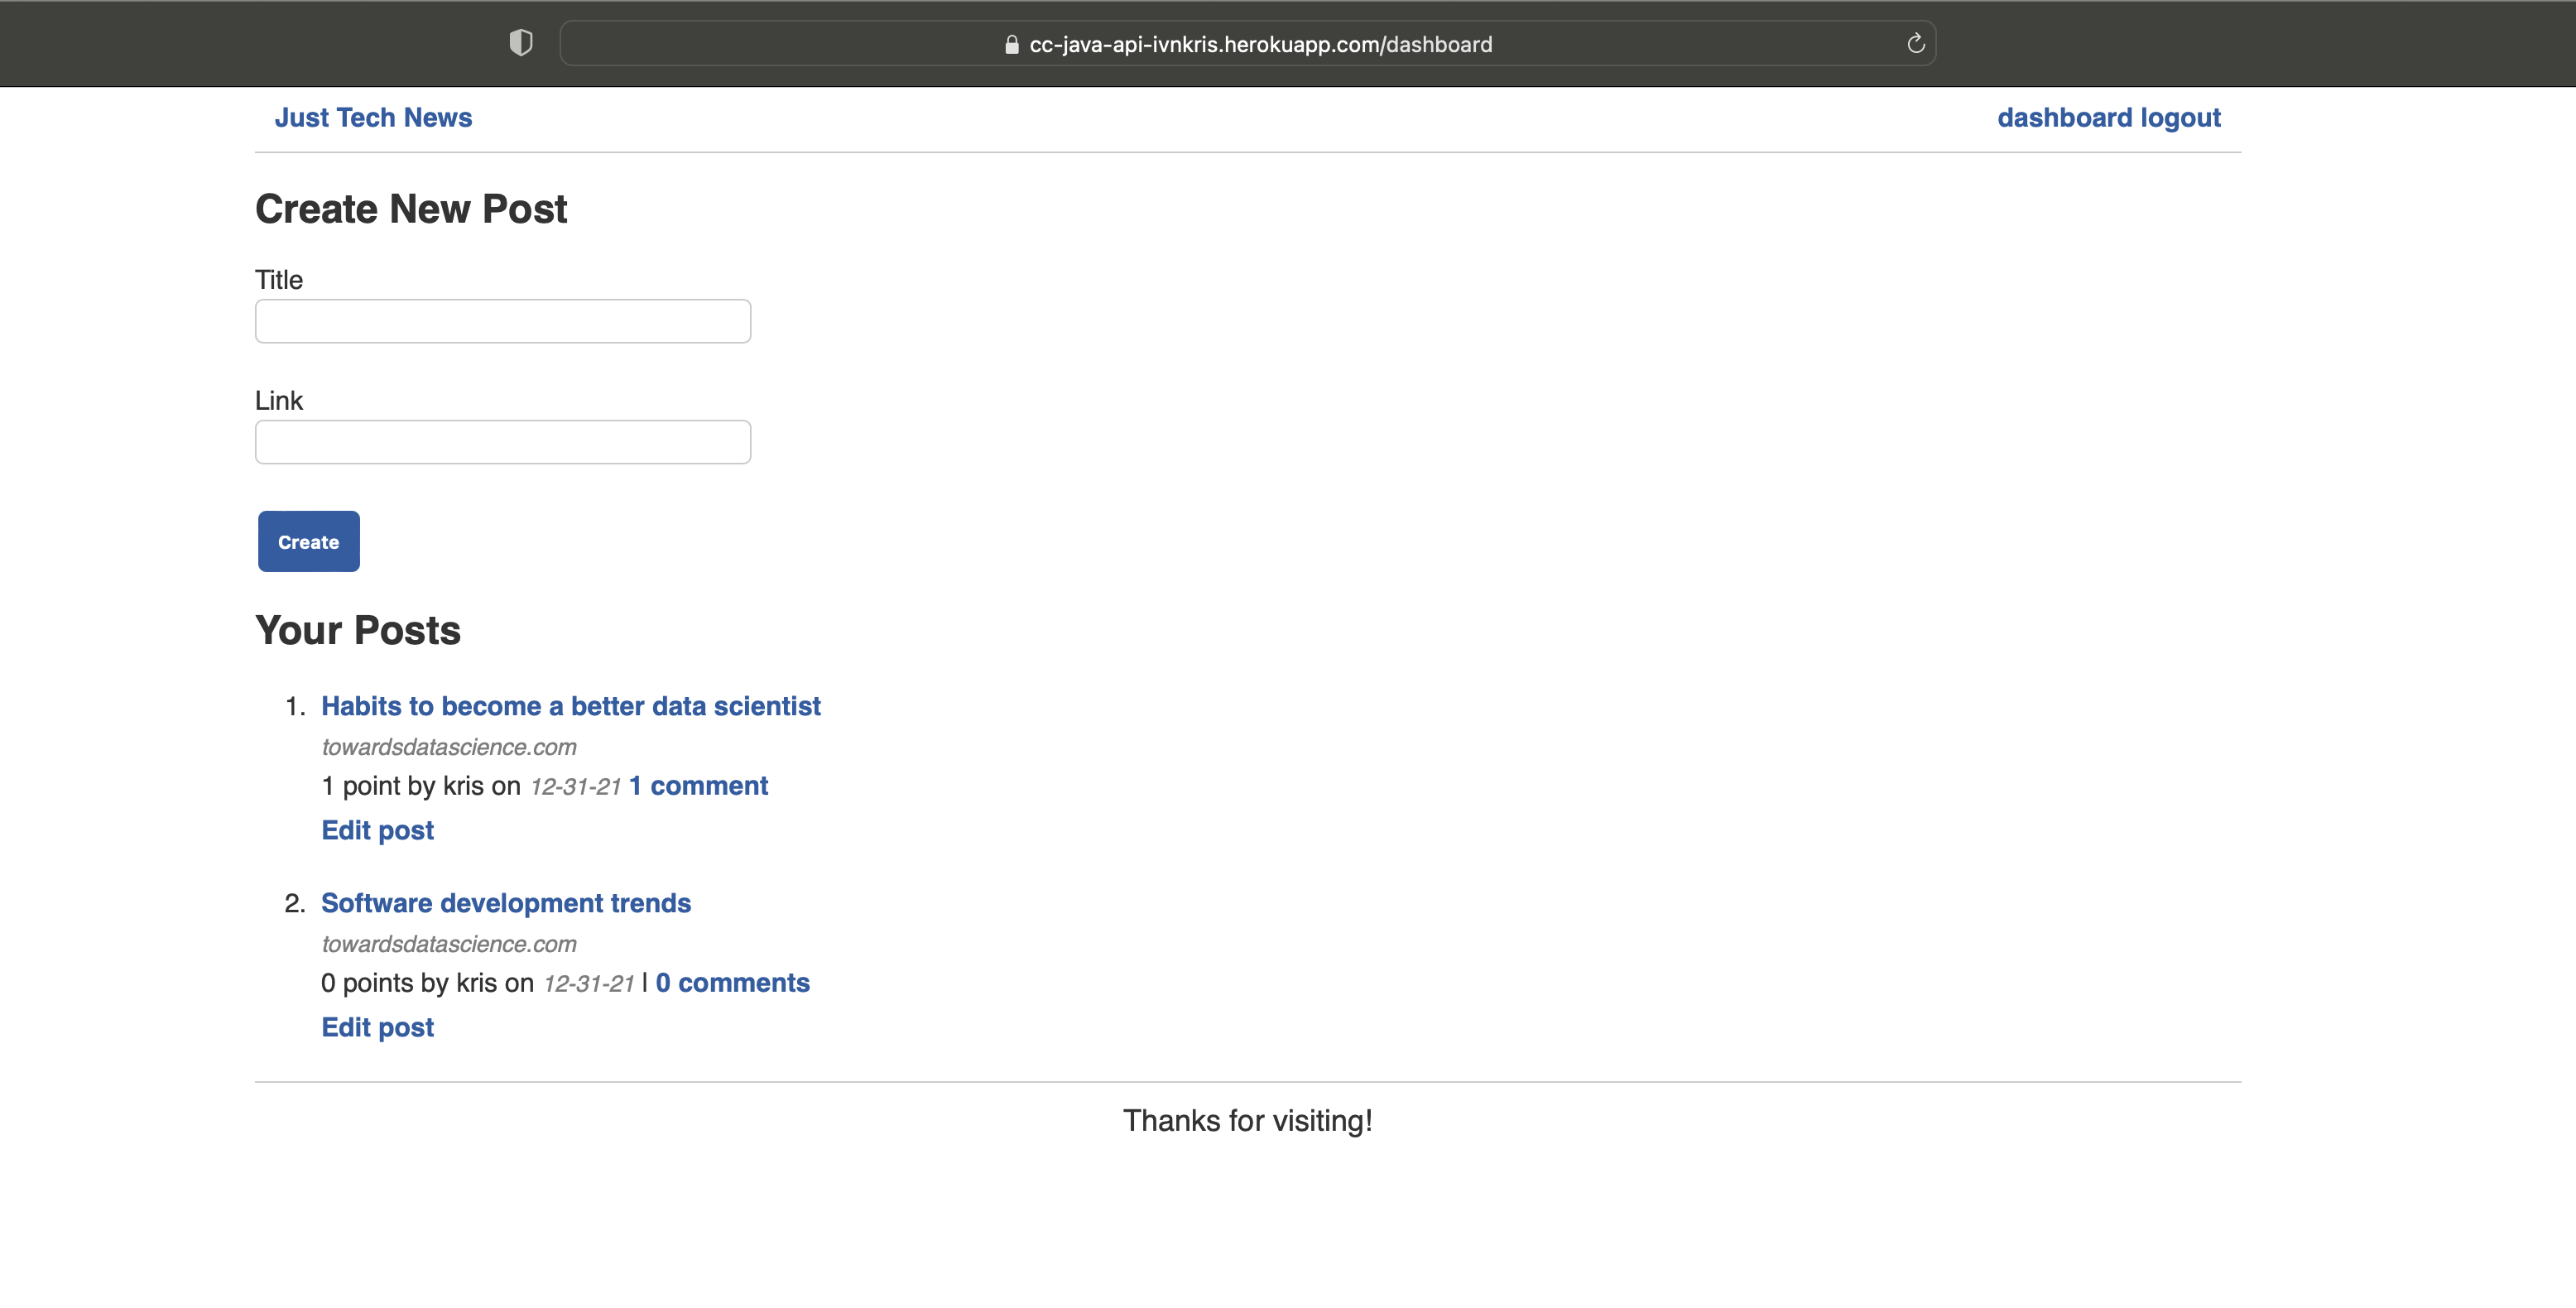 cc-java-api-ivnkris.herokuapp.com/dashboard
Just Tech News dashboard logout
Create New Post
Title
Link
Create
Your Posts
1. Habits to become a better data scientist
towardsdatascience.com
1 point by kris on 12-31-21 1 comment
Edit post
2. Software development trends
towardsdatascience.com
0 points by kris on 12-31-21 | 0 comments
Edit post
Thanks for visiting!